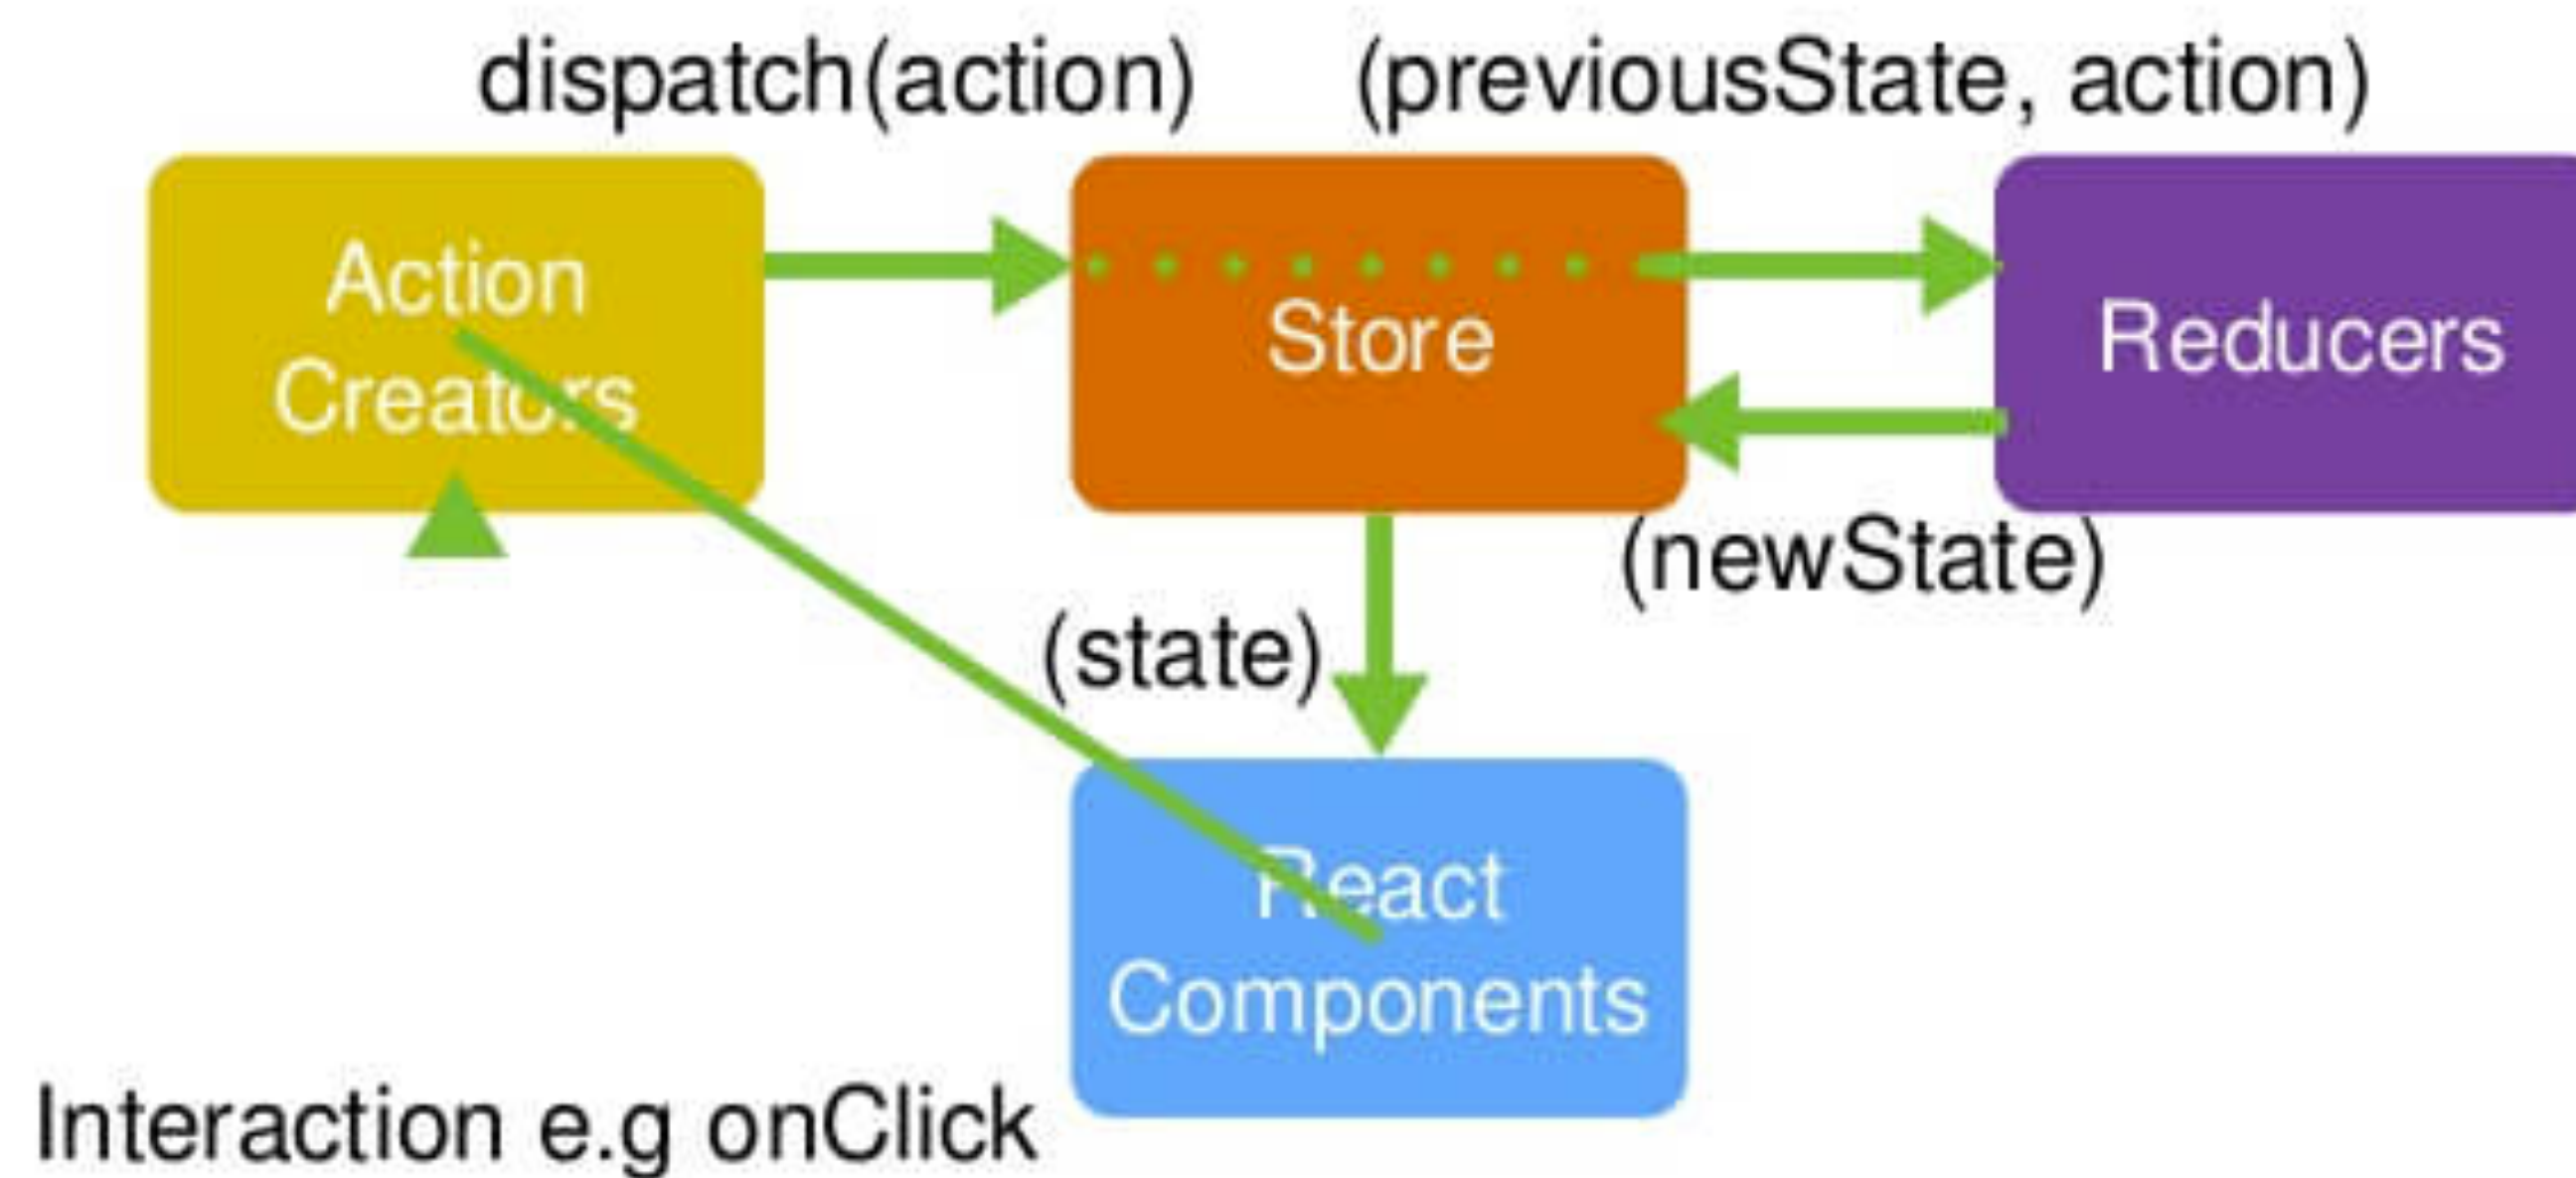 dispatch(action)
(previousState, action)
Action
Creators
Store
Reducers
(newState)
(state)
React
Components
Interaction e.g onClick